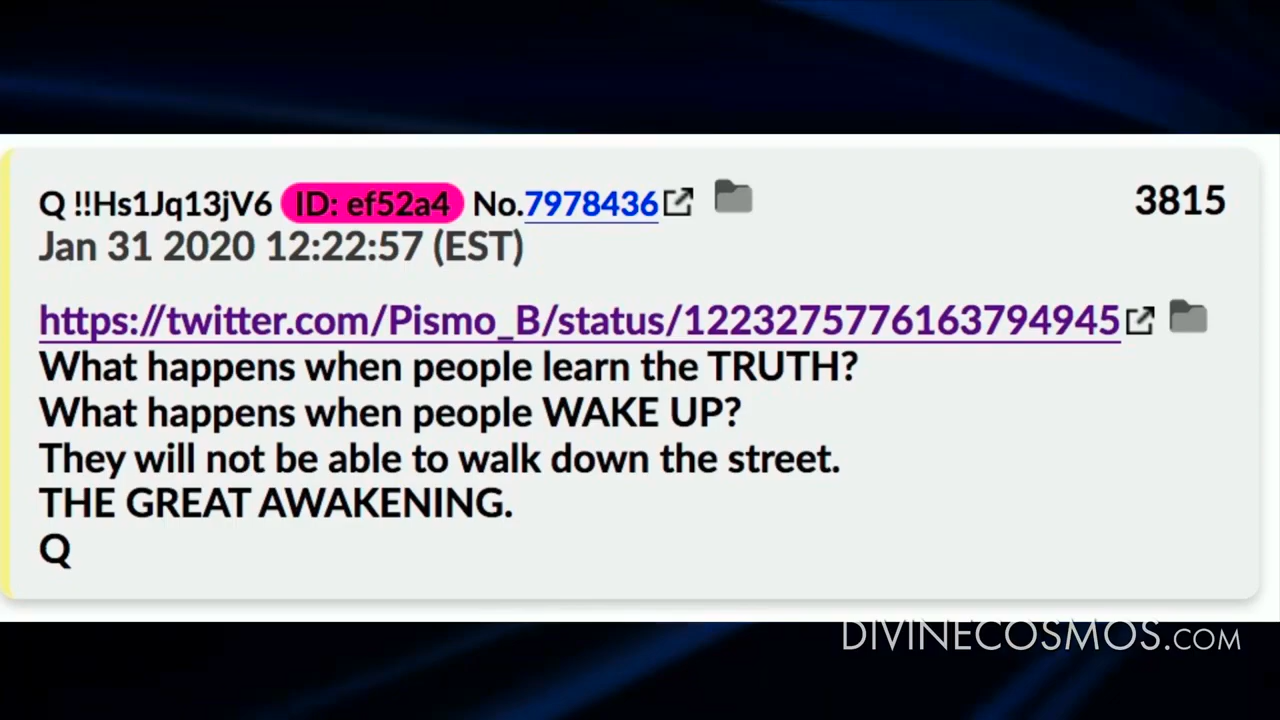 Q !!Hs1Jq13jV6 ID: ef52a4 No.7978436 3815
Jan 31 2020 12:22:57 (EST)
https://twitter.com/Pismo_B/status/1223275776163794945
What happens when people learn the TRUTH?
What happens when people WAKE UP?
They will not be able to walk down the street.
THE GREAT AWAKENING.
Q
DIVINECOSMOS.COM